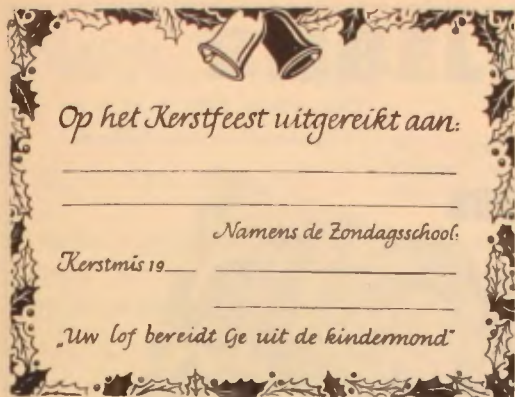 Op het Kerstfeest uitgereikt aan:
Namens de Zondagsschool:
Kerstmis 19
„Uw lof bereidt Ge uit de kindermond"